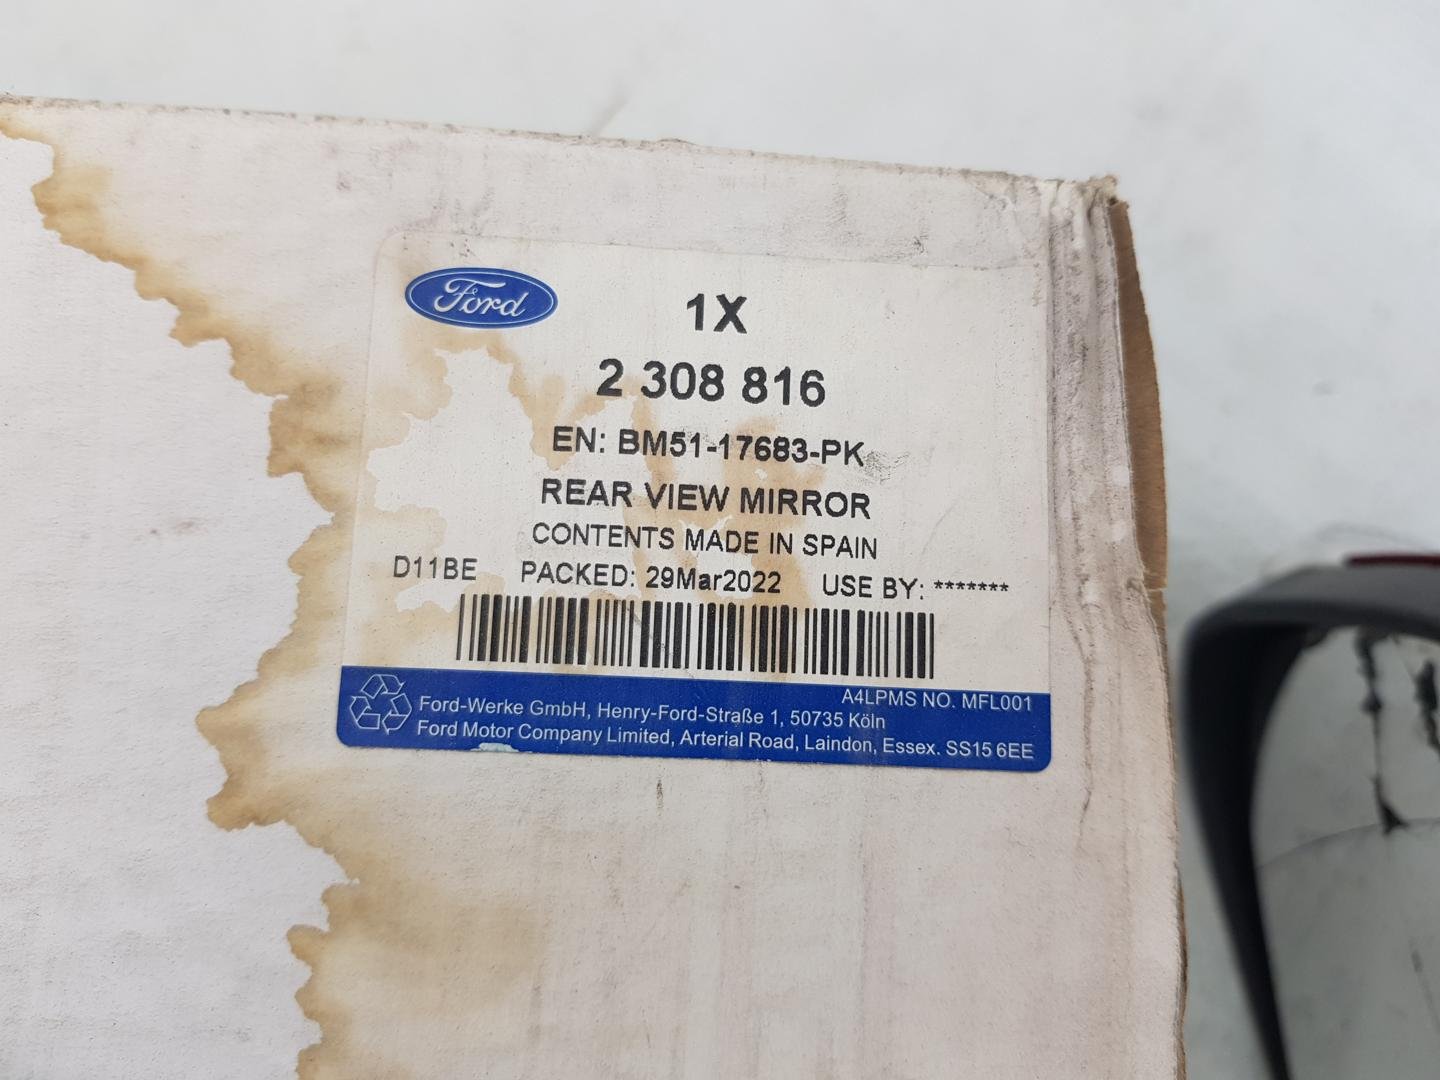 Ford
1X
2 308 816
EN: BM51-17683-PK
REAR VIEW MIRROR
CONTENTS MADE IN SPAIN
D11BE PACKED: 29Mar2022 USE BY: *******
A4LPMS NO. MFL001
Ford-Werke GmbH, Henry-Ford-Straße 1, 50735 Köln
Ford Motor Company Limited, Arterial Road, Laindon, Essex. SS15 6EE